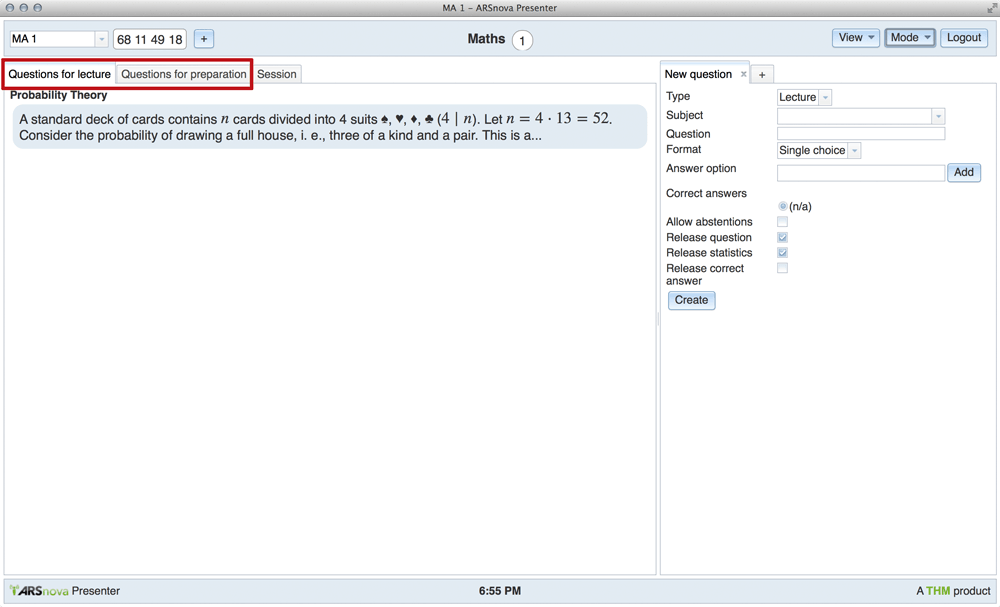 MA 1 – ARSnova Presenter
MA 1
68 11 49 18
+
Maths 1
View
Mode
Logout
Questions for lecture
Questions for preparation
Session
Probability Theory
A standard deck of cards contains n cards divided into 4 suits ♠, ♥, ♦, ♣ (4 | n). Let n = 4 · 13 = 52.
Consider the probability of drawing a full house, i. e., three of a kind and a pair. This is a...
New question ×
+
Type Lecture
Subject
Question
Format Single choice
Answer option Add
Correct answers
(n/a)
Allow abstentions
Release question
Release statistics
Release correct
answer
Create
ARSnova Presenter
6:55 PM
A THM product